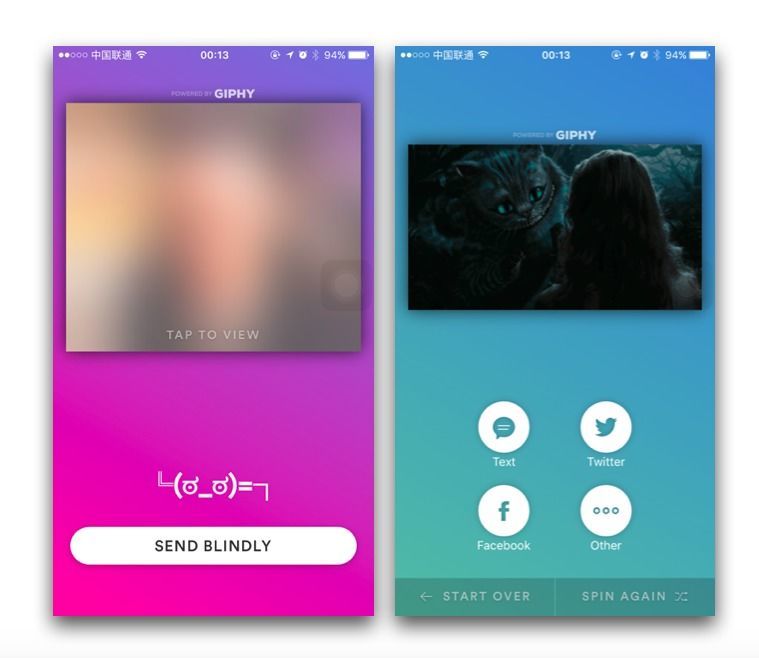 中国联通 00:13 94%
POWERED BY GIPHY
TAP TO VIEW
╚(ಠ_ಠ)=┐
SEND BLINDLY
中国联通 00:13 94%
POWERED BY GIPHY
Text Twitter
Facebook Other
← START OVER SPIN AGAIN